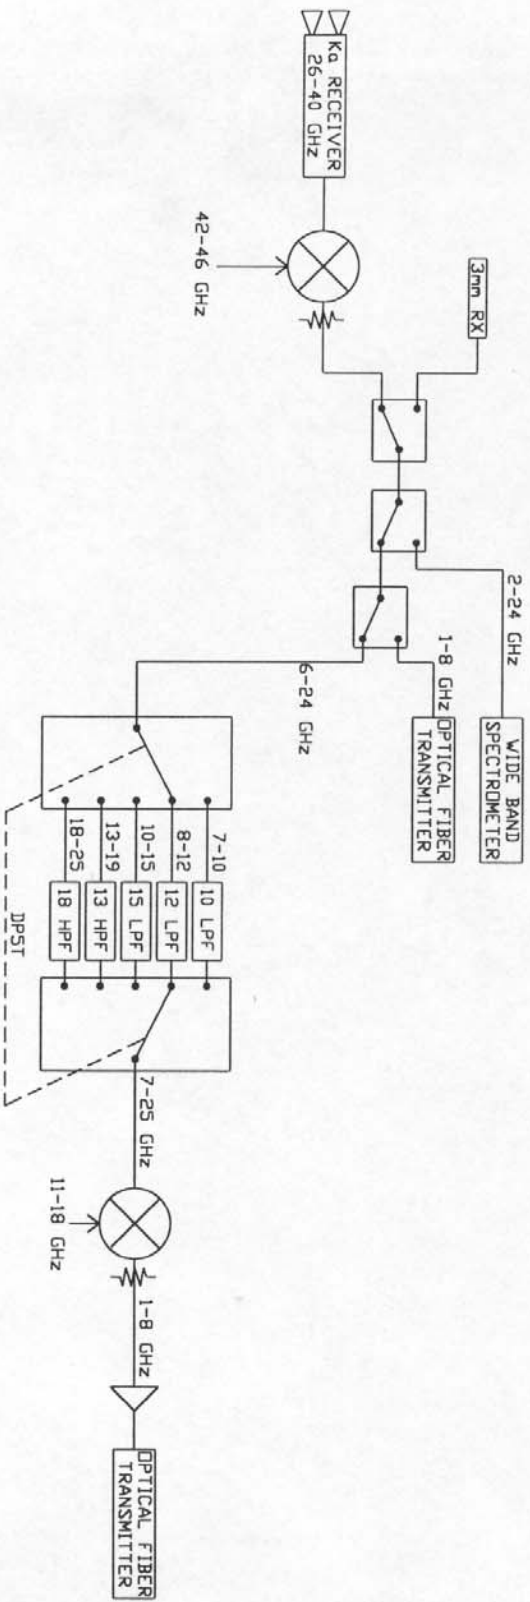 Ka RECEIVER
26-40 GHz
42-46 GHz
3mm RX
2-24 GHz
WIDE BAND
SPECTROMETER
1-8 GHz
OPTICAL FIBER
TRANSMITTER
6-24 GHz
7-10
10 LPF
8-12
12 LPF
10-15
15 LPF
13-19
13 HPF
18-25
18 HPF
DP5T
7-25 GHz
11-18 GHz
1-8 GHz
OPTICAL FIBER
TRANSMITTER